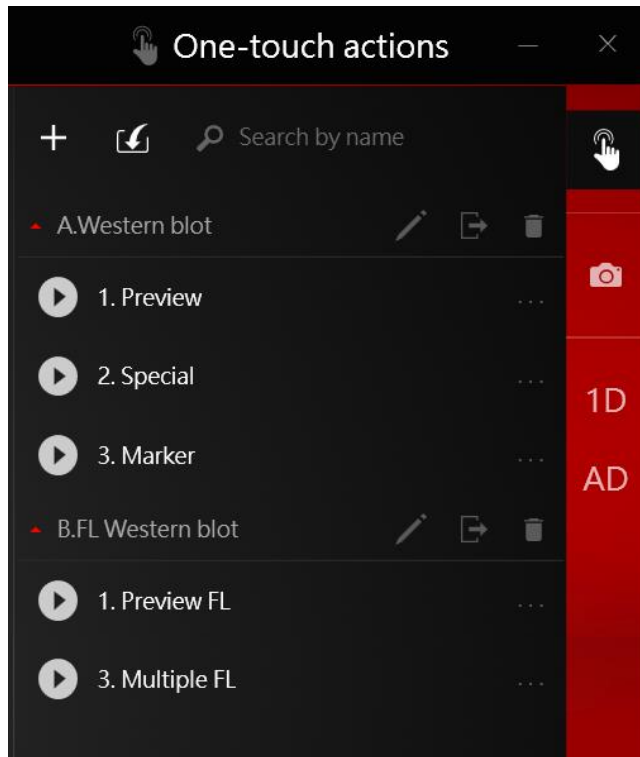 One-touch actions
Search by name
A.Western blot
1. Preview
...
2. Special
...
3. Marker
...
B.FL Western blot
1. Preview FL
...
3. Multiple FL
...
1D
AD